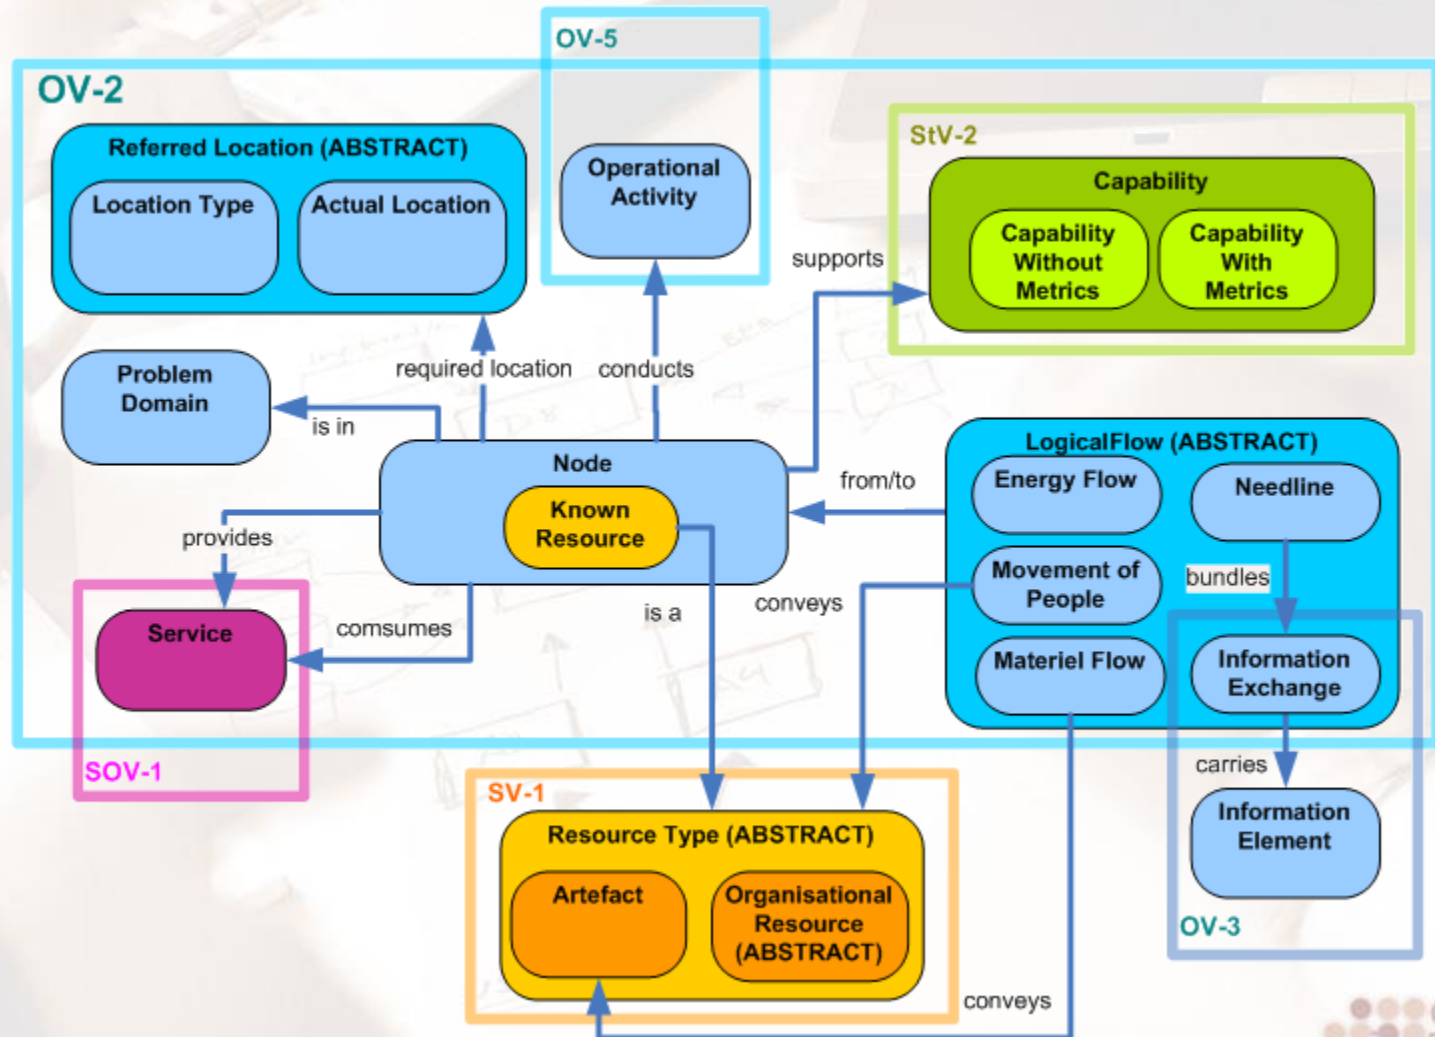 OV-5
OV-2
Referred Location (ABSTRACT)
Location Type
Actual Location
Operational
Activity
StV-2
Capability
Capability
Without
Metrics
Capability
With
Metrics
supports
required location
conducts
Problem
Domain
is in
Node
Known
Resource
from/to
LogicalFlow (ABSTRACT)
Energy Flow
Needline
provides
bundles
Movement of
People
conveys
is a
comsumes
Service
Materiel Flow
Information
Exchange
SOV-1
carries
SV-1
Resource Type (ABSTRACT)
Information
Element
Artefact
Organisational
Resource
(ABSTRACT)
OV-3
conveys